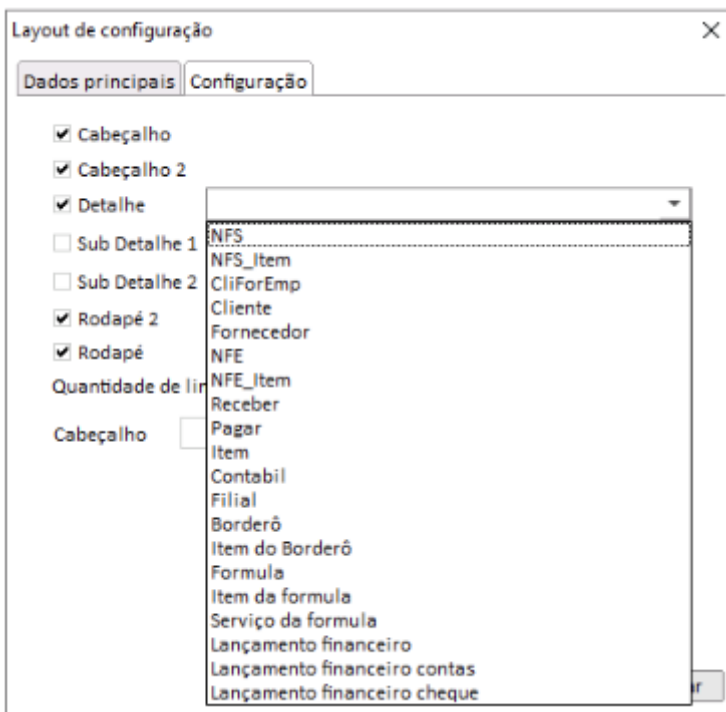 Layout de configuração
Dados principais Configuração
Cabeçalho
Cabeçalho 2
Detalhe
Sub Detalhe 1
Sub Detalhe 2
Rodapé 2
Rodapé
Quantidade de
Cabeçalho
NFS
NFS_Item
CliForEmp
Cliente
Fornecedor
NFE
NFE_Item
Receber
Pagar
Item
Contabil
Filial
Borderô
Item do Borderô
Formula
Item da formula
Serviço da formula
Lançamento financeiro
Lançamento financeiro contas
Lançamento financeiro cheque